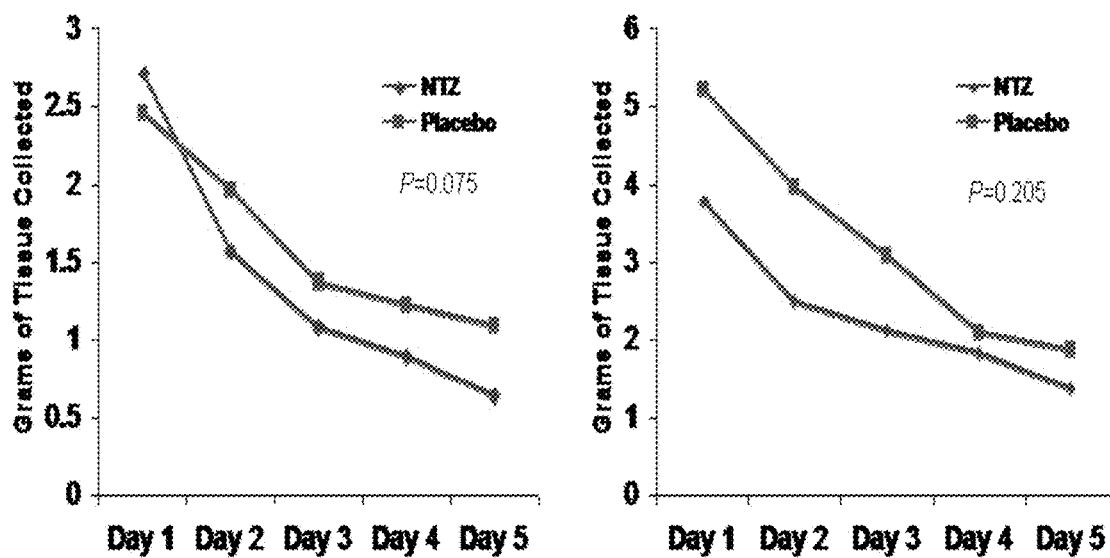 Grams of Tissue Collected
3
2.5
2
1.5
1
0.5
0
NTZ
Placebo
P=0.075
Day 1 Day 2 Day 3 Day 4 Day 5
Grams of Tissue Collected
6
5
4
3
2
1
0
NTZ
Placebo
P=0.205
Day 1 Day 2 Day 3 Day 4 Day 5